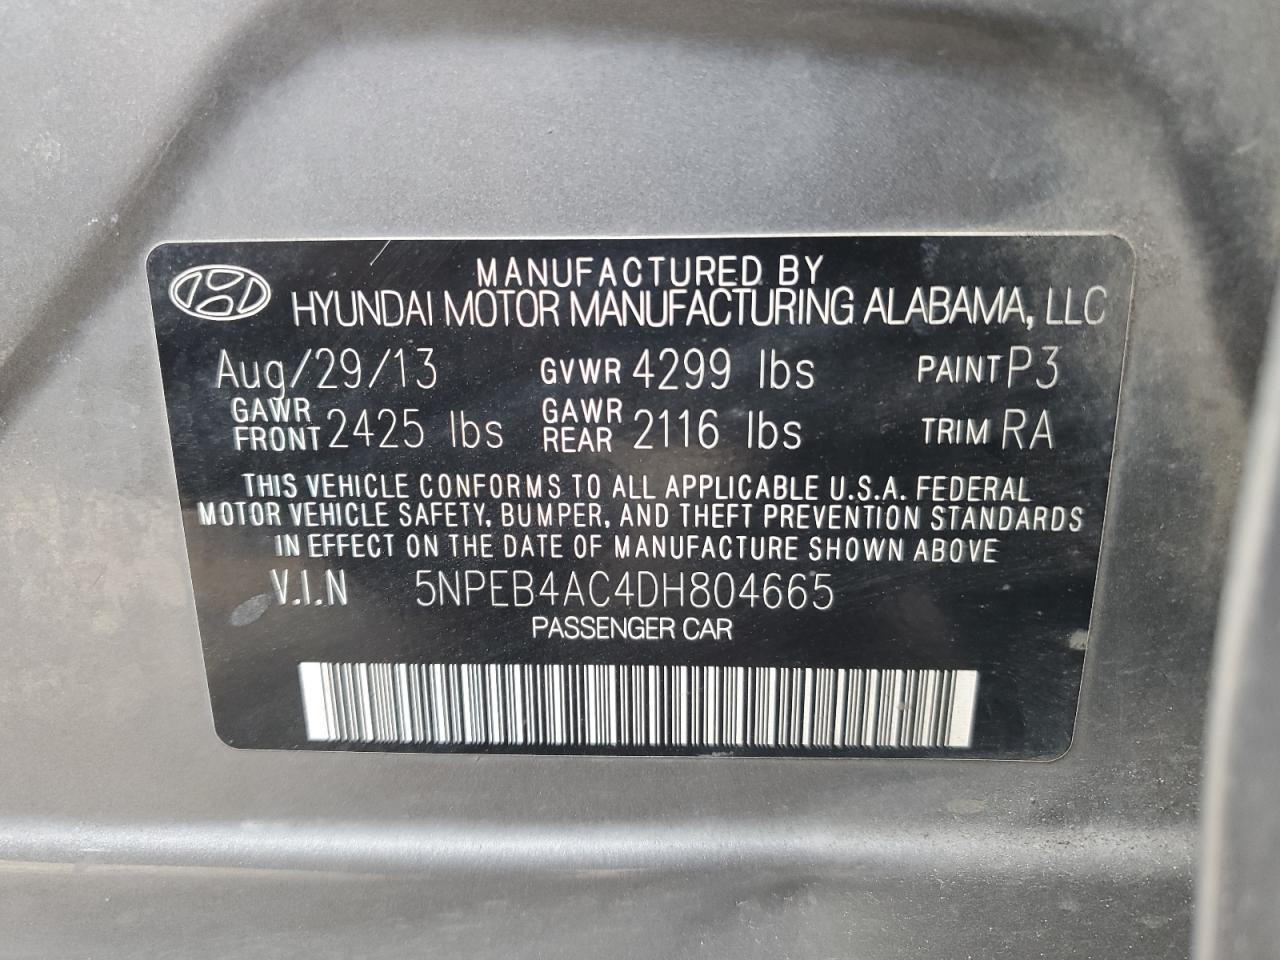 MANUFACTURED BY
HYUNDAI MOTOR MANUFACTURING ALABAMA, LLC
Aug/29/13 GVWR 4299 lbs PAINT P3
GAWR FRONT 2425 lbs GAWR REAR 2116 lbs TRIM RA
THIS VEHICLE CONFORMS TO ALL APPLICABLE U.S.A. FEDERAL
MOTOR VEHICLE SAFETY, BUMPER, AND THEFT PREVENTION STANDARDS
IN EFFECT ON THE DATE OF MANUFACTURE SHOWN ABOVE
V.I.N 5NPEB4AC4DH804665
PASSENGER CAR